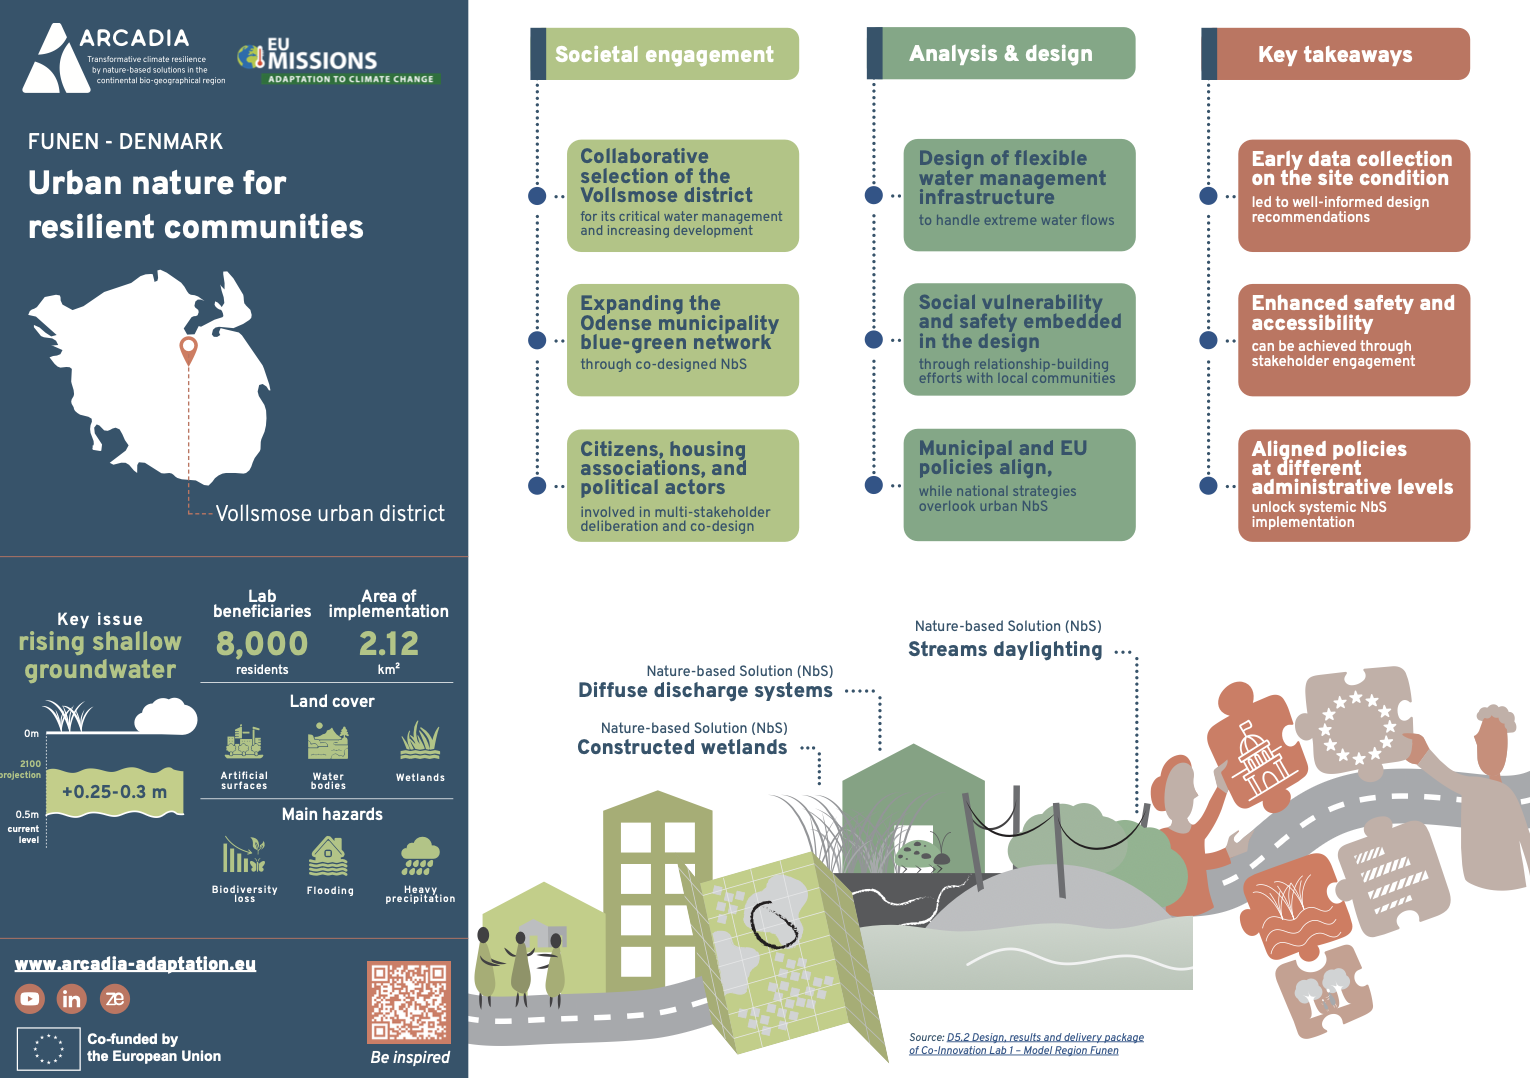 ARCADIA
Transformative climate resilience
by nature-based solutions in the
continental bio-geographical region
EU
MISSIONS
ADAPTATION TO CLIMATE CHANGE
FUNEN - DENMARK
Urban nature for
resilient communities
Vollsmose urban district
Key issue
rising shallow
groundwater
0m
2100
projection
+0.25-0.3 m
0.5m
current
level
Lab
beneficiaries
8,000
residents
Area of
implementation
2.12
km²
Land cover
Artificial
surfaces
Water
bodies
Wetlands
Main hazards
Biodiversity
loss
Flooding
Heavy
precipitation
www.arcadia-adaptation.eu
in
ze
Co-funded by
the European Union
Be inspired
Societal engagement
Collaborative
selection of the
Vollsmose district
for its critical water management
and increasing development
Expanding the
Odense municipality
blue-green network
through co-designed NbS
Citizens, housing
associations, and
political actors
involved in multi-stakeholder
deliberation and co-design
Analysis & design
Design of flexible
water management
infrastructure
to handle extreme water flows
Social vulnerability
and safety embedded
in the design
through relationship-building
efforts with local communities
Municipal and EU
policies align,
while national strategies
overlook urban NbS
Key takeaways
Early data collection
on the site condition
led to well-informed design
recommendations
Enhanced safety and
accessibility
can be achieved through
stakeholder engagement
Aligned policies
at different
administrative levels
unlock systemic NbS
implementation
Nature-based Solution (NbS)
Streams daylighting
Nature-based Solution (NbS)
Diffuse discharge systems
Nature-based Solution (NbS)
Constructed wetlands
Source: D5.2 Design, results and delivery package
of Co-Innovation Lab 1 – Model Region Funen